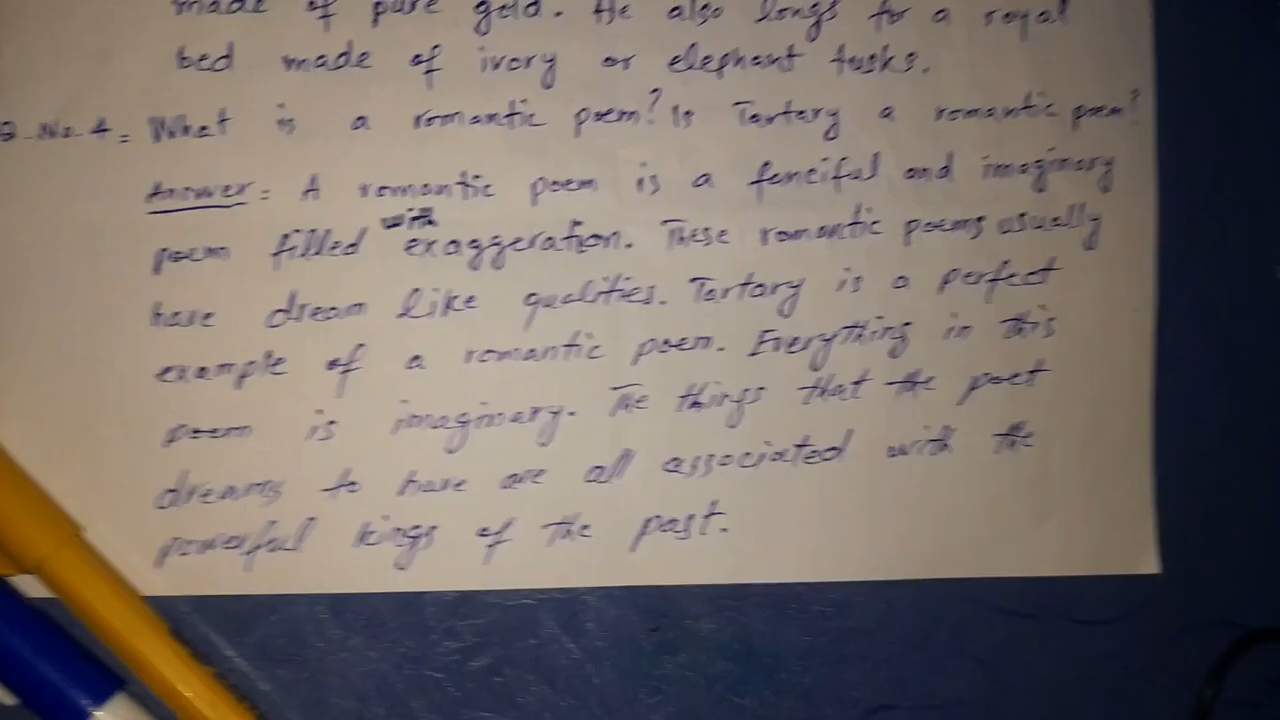 made of pure gold. He also longs for a royal
bed made of ivory or elephant tusks.
Q.No.4= What is a romantic poem? Is Tartary a romantic poem?
Answer = A romantic poem is a fanciful and imaginary
poem filled with exaggeration. These romantic poems usually
have dream like qualities. Tartary is a perfect
example of a romantic poem. Everything in this
poem is imaginary. The things that the poet
dreams to have are all associated with the
powerful kings of the past.